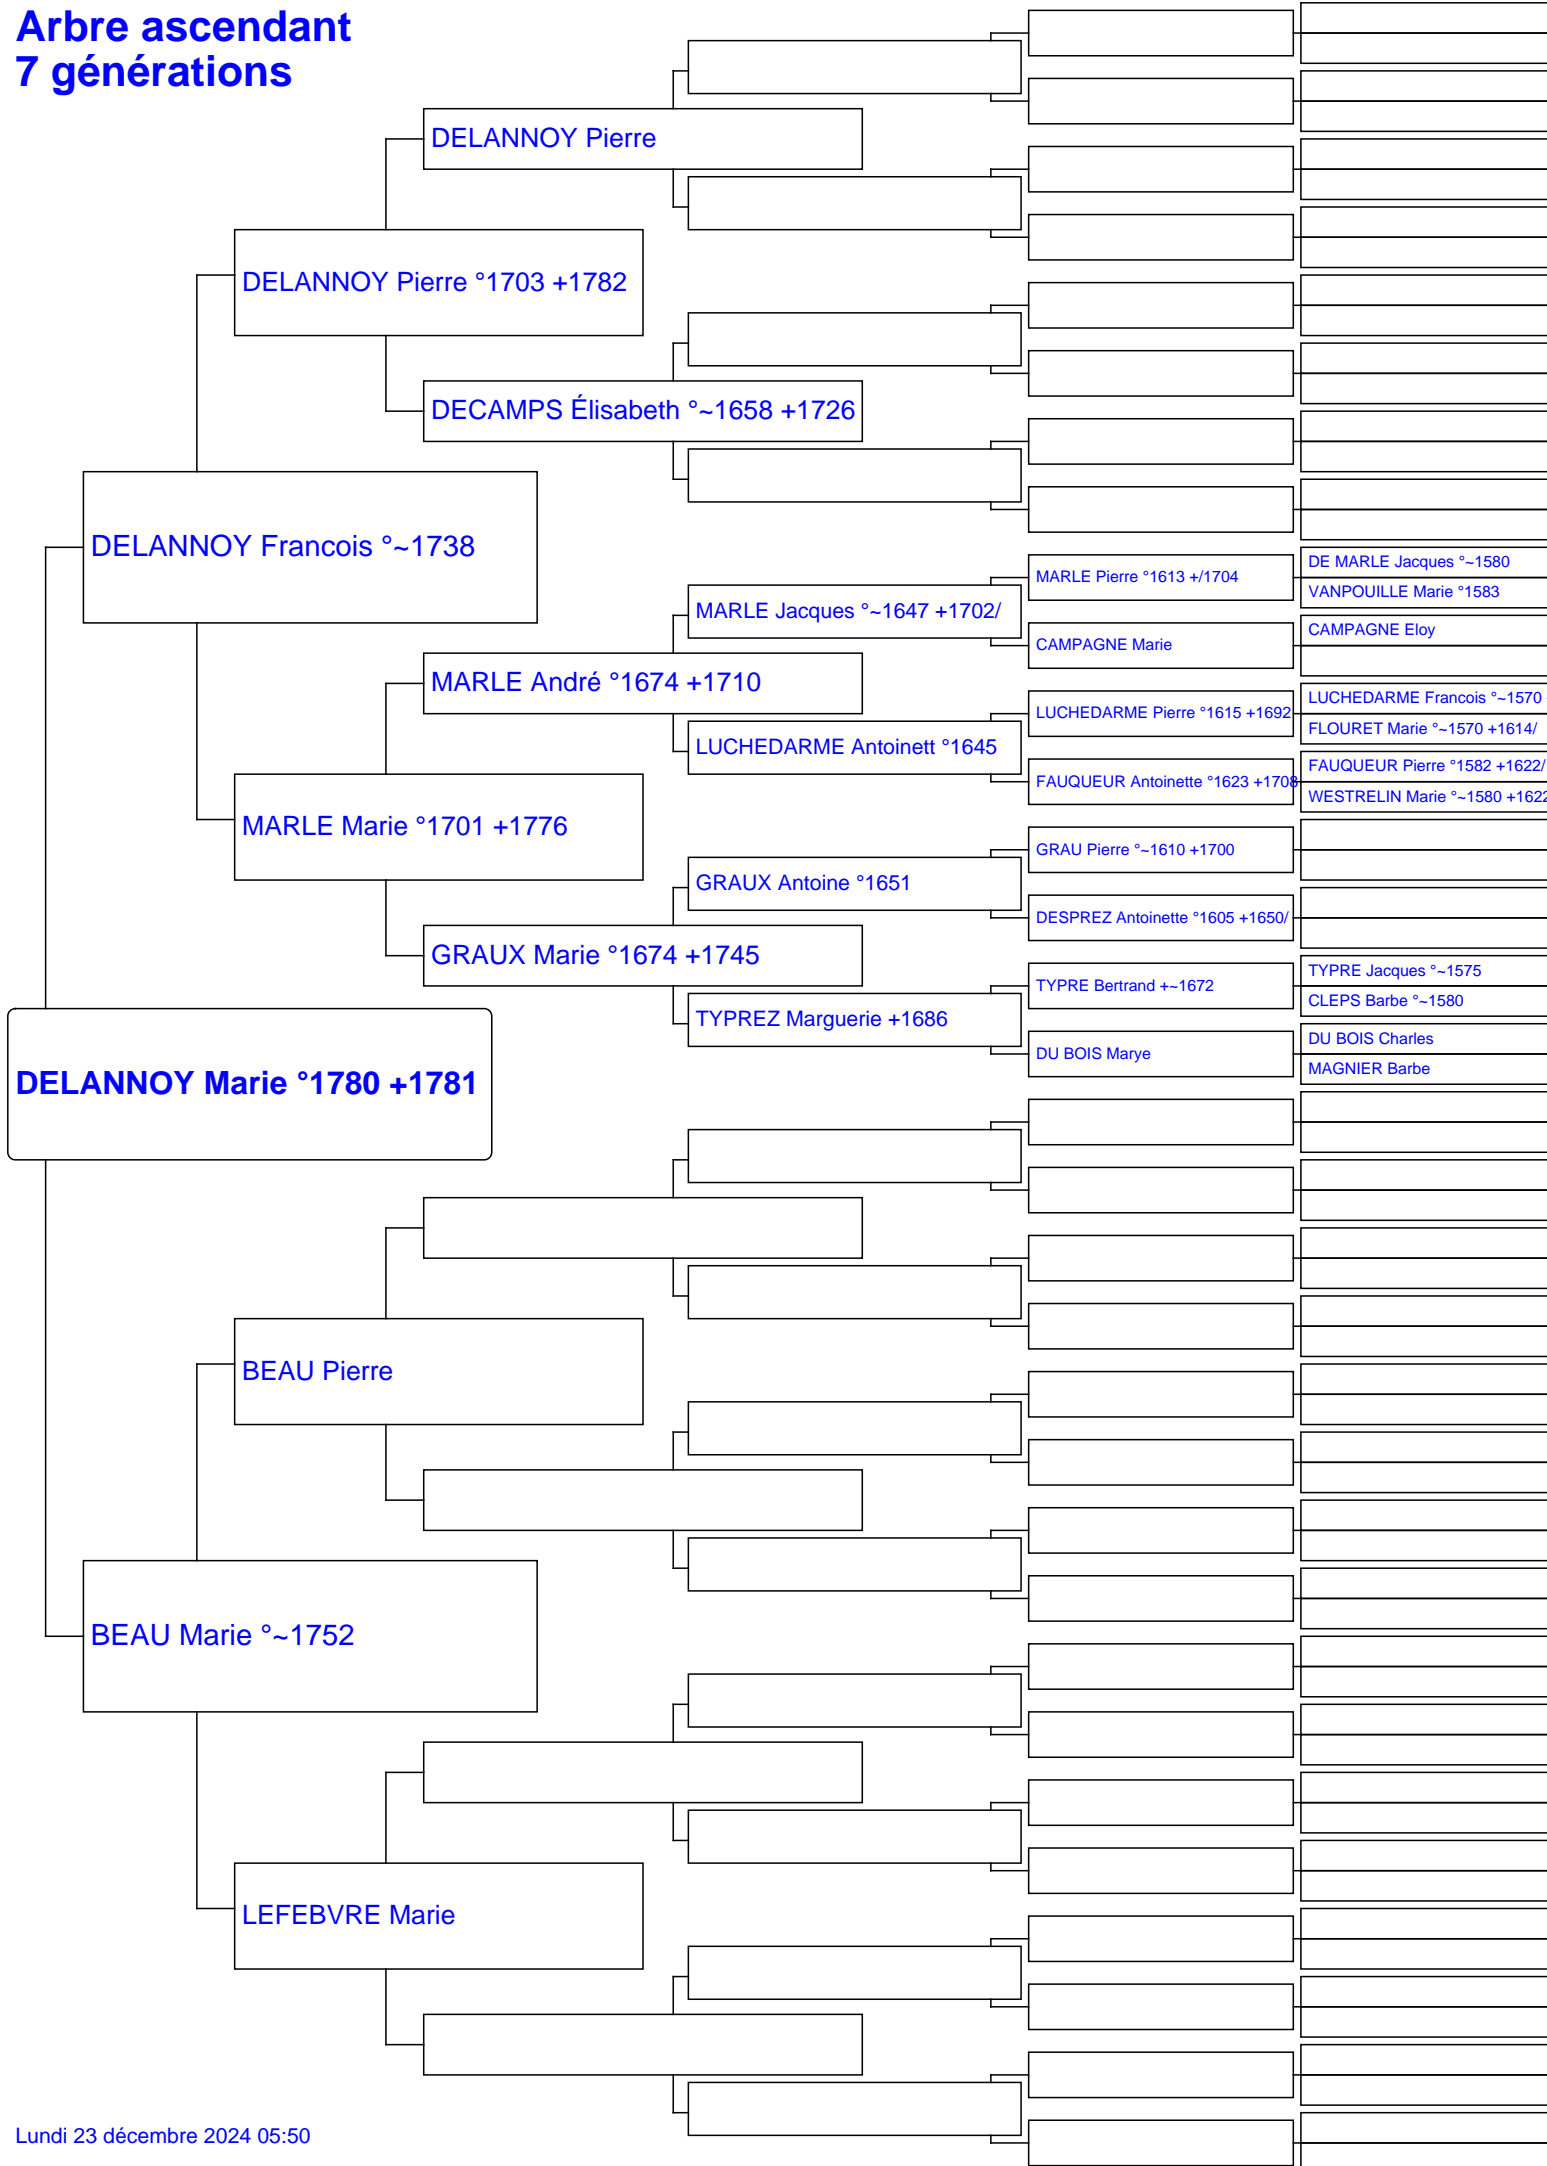 Arbre ascendant
7 générations
DELANNOY Pierre
DELANNOY Pierre °1703 +1782
DECAMPS Élisabeth °~1658 +1726
DELANNOY Francois °~1738
DE MARLE Jacques °~1580
MARLE Pierre °1613 +/1704
VANPOUILLE Marie °1583
MARLE Jacques °~1647 +1702/
CAMPAGNE Eloy
CAMPAGNE Marie
MARLE André °1674 +1710
LUCHEDARME Francois °~1570
LUCHEDARME Pierre °1615 +1692
FLOURET Marie °~1570 +1614/
LUCHEDARME Antoinett °1645
FAUQUEUR Pierre °1582 +1622/
FAUQUEUR Antoinette °1623 +1708
WESTRELIN Marie °~1580 +1622
MARLE Marie °1701 +1776
GRAU Pierre °~1610 +1700
GRAUX Antoine °1651
DESPREZ Antoinette °1605 +1650/
GRAUX Marie °1674 +1745
TYPRE Jacques °~1575
TYPRE Bertrand +~1672
CLEPS Barbe °~1580
TYPREZ Marguerie +1686
DU BOIS Charles
DU BOIS Marye
MAGNIER Barbe
DELANNOY Marie °1780 +1781
BEAU Pierre
BEAU Marie °~1752
LEFEBVRE Marie
Lundi 23 décembre 2024 05:50